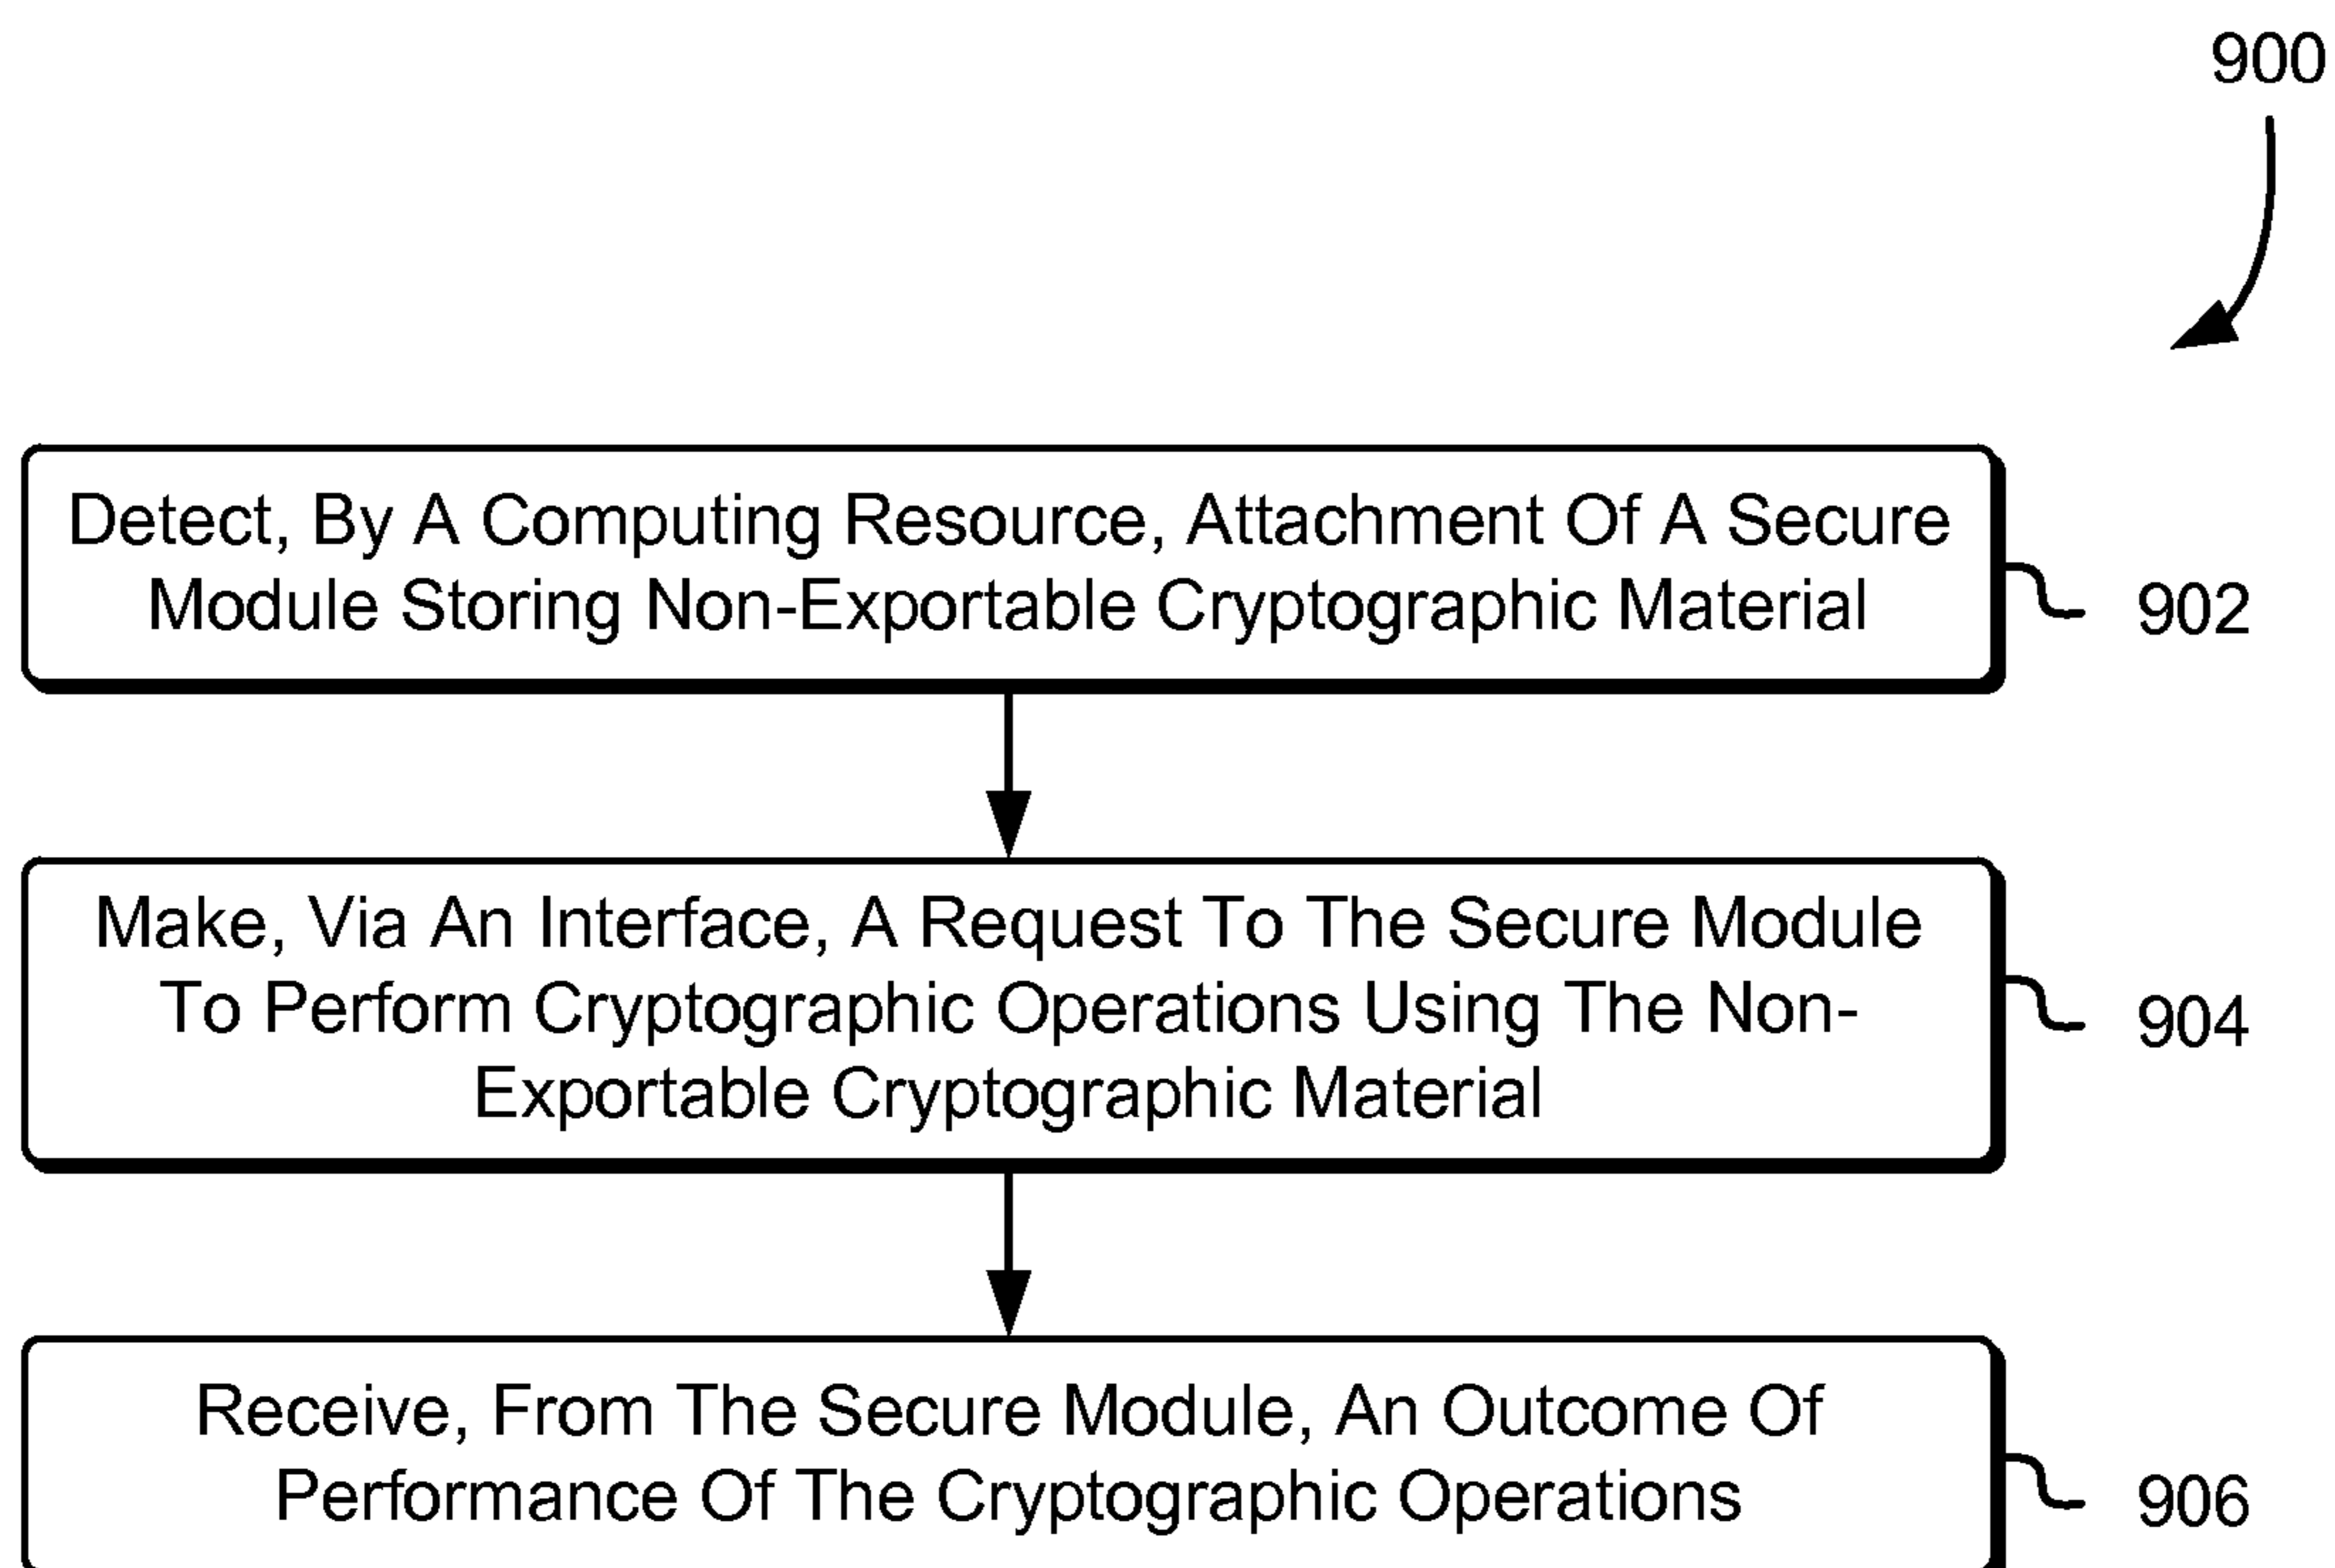 900
Detect, By A Computing Resource, Attachment Of A Secure
Module Storing Non-Exportable Cryptographic Material
902
Make, Via An Interface, A Request To The Secure Module
To Perform Cryptographic Operations Using The Non-
Exportable Cryptographic Material
904
Receive, From The Secure Module, An Outcome Of
Performance Of The Cryptographic Operations
906